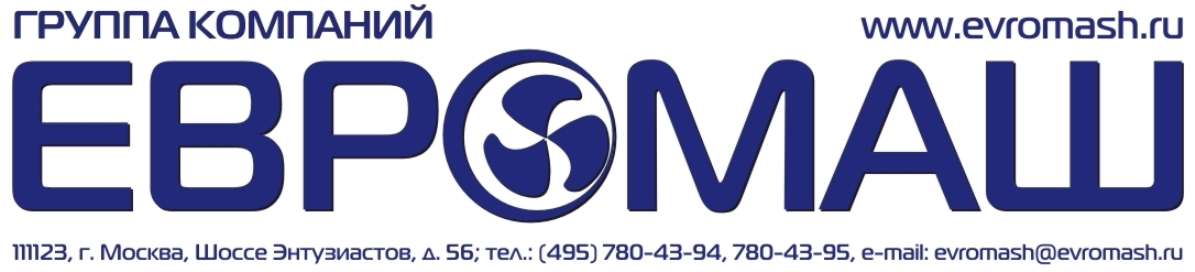 ГРУППА КОМПАНИЙ www.evromash.ru
ЕВРОМАШ
111123, г. Москва, Шоссе Энтузиастов, д. 56; тел.: (495) 780-43-94, 780-43-95, e-mail: evromash@evromash.ru